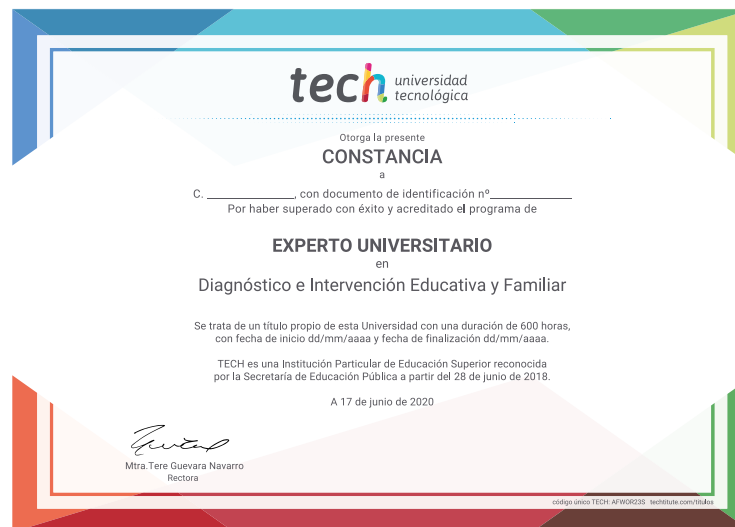 tech universidad
tecnológica
Otorga la presente
CONSTANCIA
a
C. ______________, con documento de identificación nº______________
Por haber superado con éxito y acreditado el programa de
EXPERTO UNIVERSITARIO
en
Diagnóstico e Intervención Educativa y Familiar
Se trata de un título propio de esta Universidad con una duración de 600 horas,
con fecha de inicio dd/mm/aaaa y fecha de finalización dd/mm/aaaa.
TECH es una Institución Particular de Educación Superior reconocida
por la Secretaría de Educación Pública a partir del 28 de junio de 2018.
A 17 de junio de 2020
Mtra.Tere Guevara Navarro
Rectora
código único TECH: AFWOR23S techtitute.com/titulos